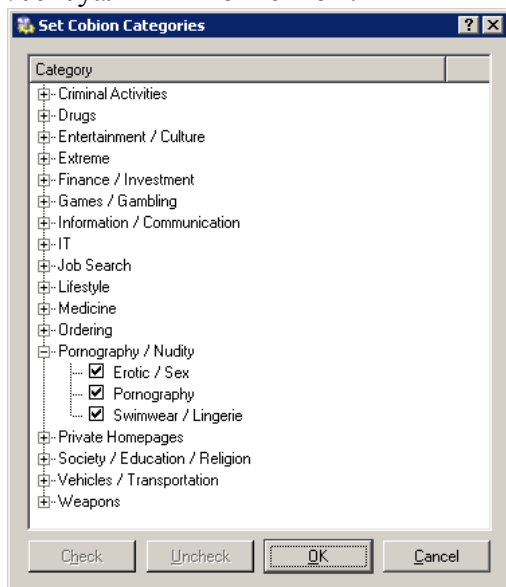 Set Cobion Categories
Category
Criminal Activities
Drugs
Entertainment / Culture
Extreme
Finance / Investment
Games / Gambling
Information / Communication
IT
Job Search
Lifestyle
Medicine
Ordering
Pornography / Nudity
Erotic / Sex
Pornography
Swimwear / Lingerie
Private Homepages
Society / Education / Religion
Vehicles / Transportation
Weapons
Check Uncheck OK Cancel